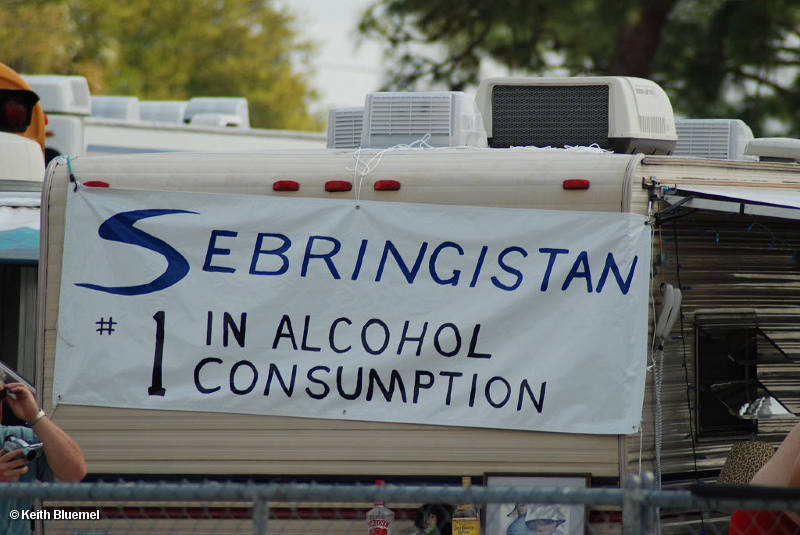 SEBRINGISTAN
# 1 IN ALCOHOL
CONSUMPTION
© Keith Bluemel